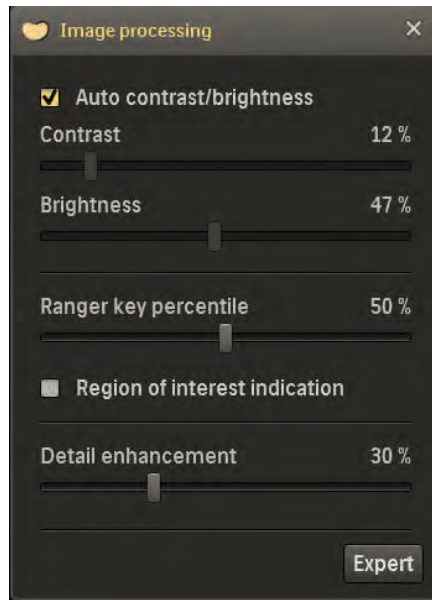 Image processing
Auto contrast/brightness
Contrast 12 %
Brightness 47 %
Ranger key percentile 50 %
Region of interest indication
Detail enhancement 30 %
Expert